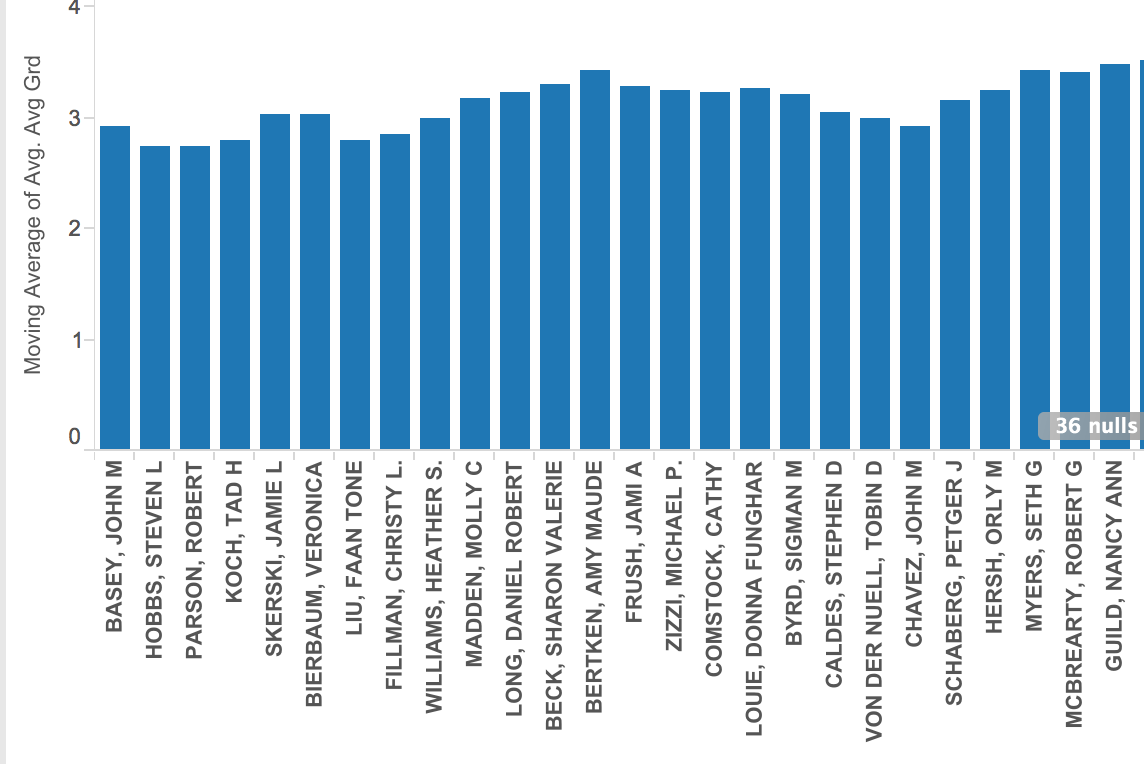 Moving Average of Avg. Avg Grd
4
3
2
1
0
36 nulls
BASEY, JOHN M
HOBBS, STEVEN L
PARSON, ROBERT
KOCH, TAD H
SKERSKI, JAMIE L
BIERBAUM, VERONICA
LIU, FAAN TONE
FILLMAN, CHRISTY L.
WILLIAMS, HEATHER S.
MADDEN, MOLLY C
LONG, DANIEL ROBERT
BECK, SHARON VALERIE
BERTKEN, AMY MAUDE
FRUSH, JAMI A
ZIZZI, MICHAEL P.
COMSTOCK, CATHY
LOUIE, DONNA FUNGHAR
BYRD, SIGMAN M
CALDES, STEPHEN D
VON DER NUELL, TOBIN D
CHAVEZ, JOHN M
SCHABERG, PETGER J
HERSH, ORLY M
MYERS, SETH G
MCBREARTY, ROBERT G
GUILD, NANCY ANN